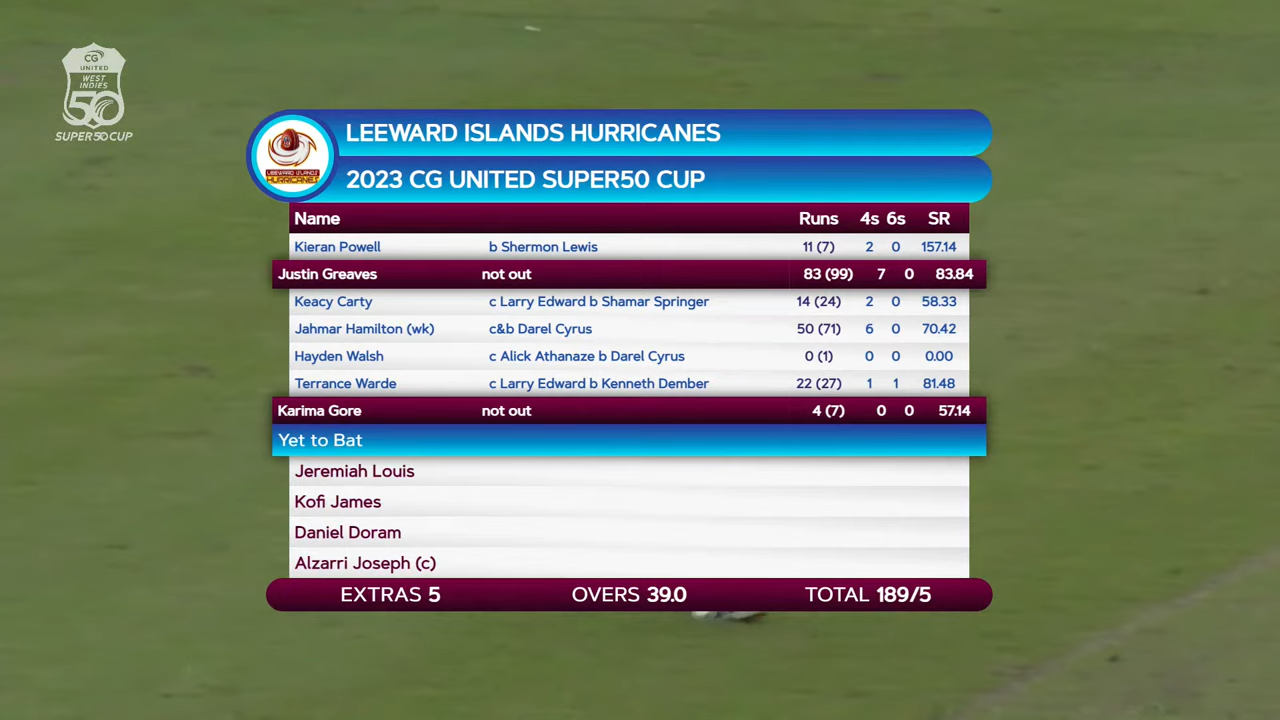 CG
UNITED
WEST
INDIES
50
SUPER50 CUP
LEEWARD ISLANDS HURRICANES
LEEWARD ISLANDS
HURRICANES
2023 CG UNITED SUPER50 CUP
Name Runs 4s 6s SR
Kieran Powell b Shermon Lewis 11 (7) 2 0 157.14
Justin Greaves not out 83 (99) 7 0 83.84
Keacy Carty c Larry Edward b Shamar Springer 14 (24) 2 0 58.33
Jahmar Hamilton (wk) c&b Darel Cyrus 50 (71) 6 0 70.42
Hayden Walsh c Alick Athanaze b Darel Cyrus 0 (1) 0 0 0.00
Terrance Warde c Larry Edward b Kenneth Dember 22 (27) 1 1 81.48
Karima Gore not out 4 (7) 0 0 57.14
Yet to Bat
Jeremiah Louis
Kofi James
Daniel Doram
Alzarri Joseph (c)
EXTRAS 5 OVERS 39.0 TOTAL 189/5